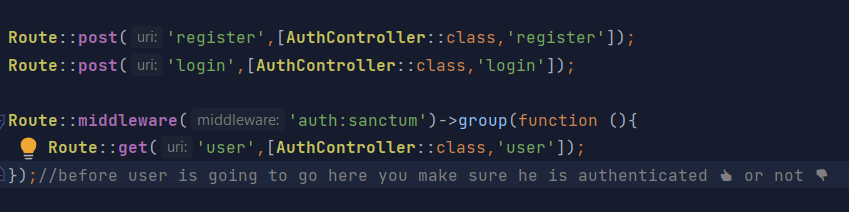 Route::post( uri: 'register',[AuthController::class,'register']);
Route::post( uri: 'login',[AuthController::class,'login']);
Route::middleware( middleware: 'auth:sanctum')->group(function (){
Route::get( uri: 'user',[AuthController::class,'user']);
});//before user is going to go here you make sure he is authenticated 👍 or not 👎